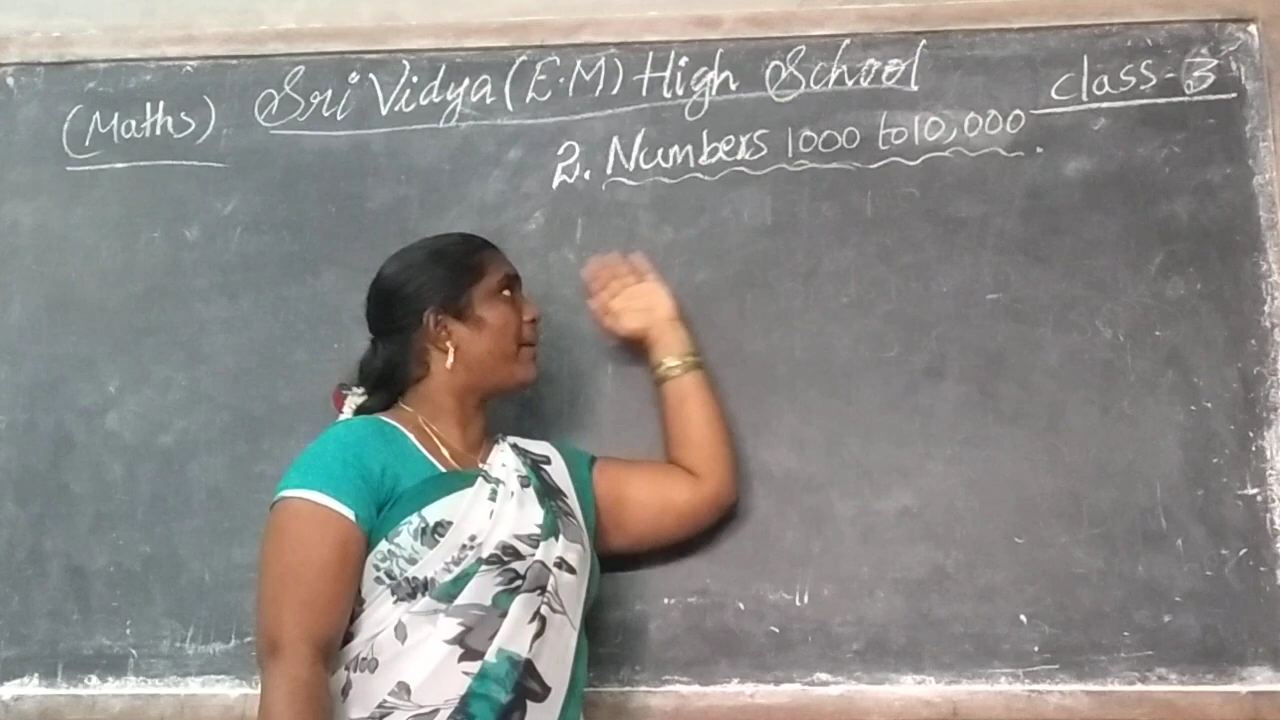 Sri Vidya (E.M) High School
(Maths)
class-3
2. Numbers 1000 to 10,000.